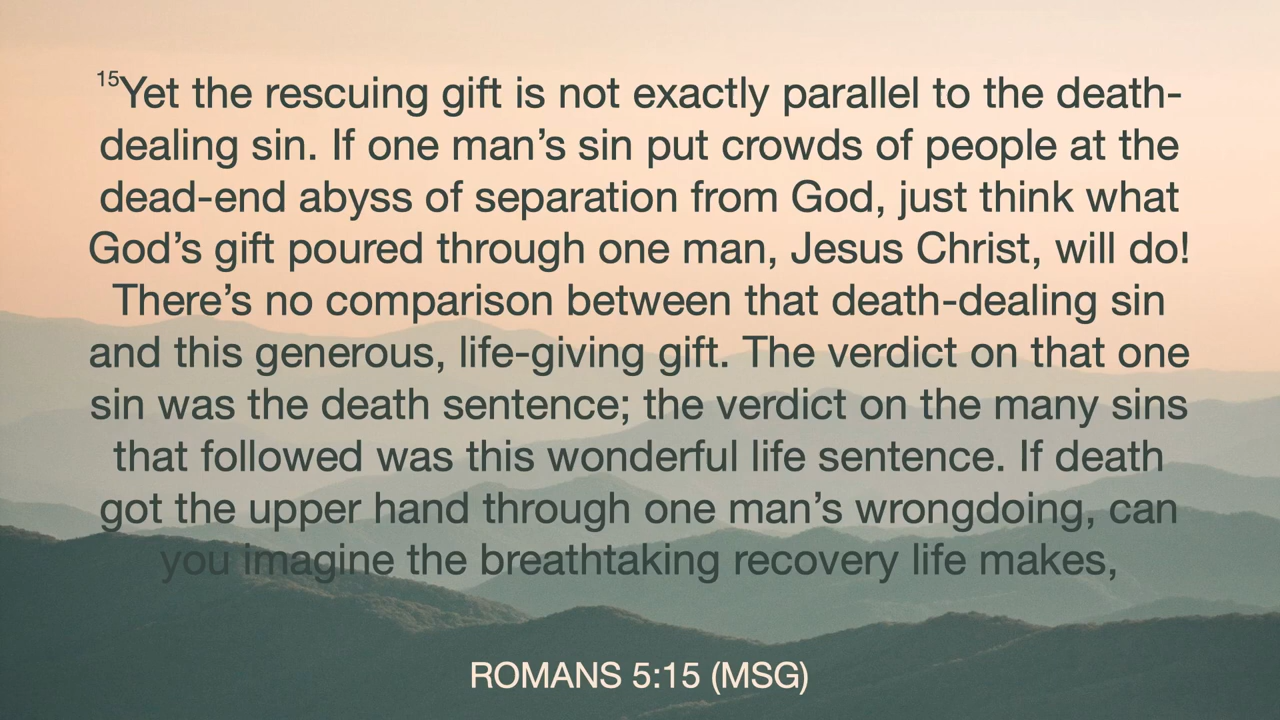 15Yet the rescuing gift is not exactly parallel to the death-
dealing sin. If one man’s sin put crowds of people at the
dead-end abyss of separation from God, just think what
God’s gift poured through one man, Jesus Christ, will do!
There’s no comparison between that death-dealing sin
and this generous, life-giving gift. The verdict on that one
sin was the death sentence; the verdict on the many sins
that followed was this wonderful life sentence. If death
got the upper hand through one man’s wrongdoing, can
you imagine the breathtaking recovery life makes,
ROMANS 5:15 (MSG)